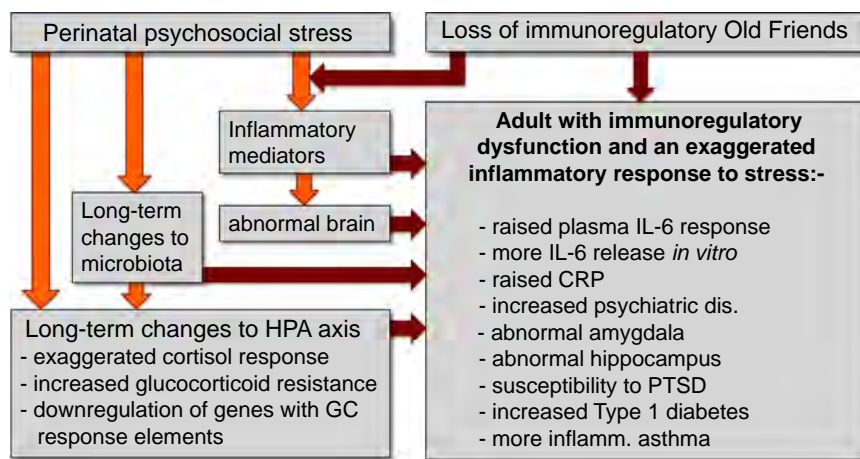 Perinatal psychosocial stress
Loss of immunoregulatory Old Friends
Inflammatory
mediators
abnormal brain
Long-term
changes to
microbiota
Long-term changes to HPA axis
- exaggerated cortisol response
- increased glucocorticoid resistance
- downregulation of genes with GC
response elements
Adult with immunoregulatory
dysfunction and an exaggerated
inflammatory response to stress:-
- raised plasma IL-6 response
- more IL-6 release in vitro
- raised CRP
- increased psychiatric dis.
- abnormal amygdala
- abnormal hippocampus
- susceptibility to PTSD
- increased Type 1 diabetes
- more inflamm. asthma